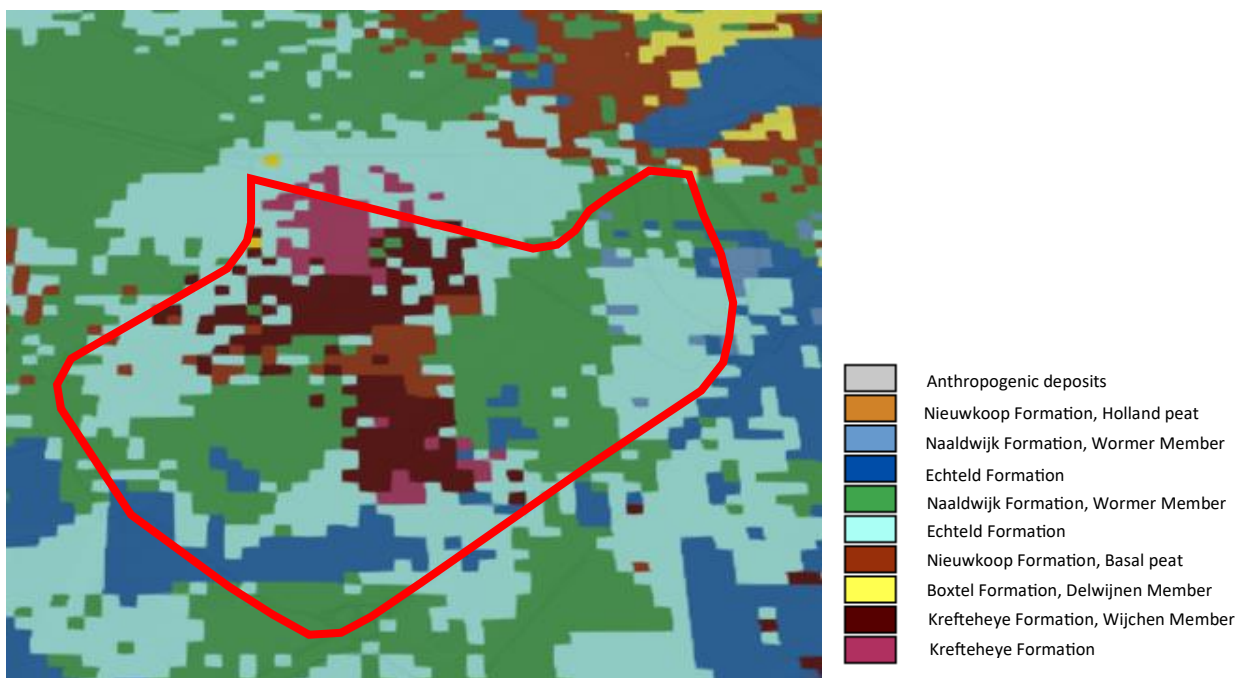 Anthropogenic deposits
Nieuwkoop Formation, Holland peat
Naaldwijk Formation, Wormer Member
Echteld Formation
Naaldwijk Formation, Wormer Member
Echteld Formation
Nieuwkoop Formation, Basal peat
Boxtel Formation, Delwijnen Member
Krefteheye Formation, Wijchen Member
Krefteheye Formation